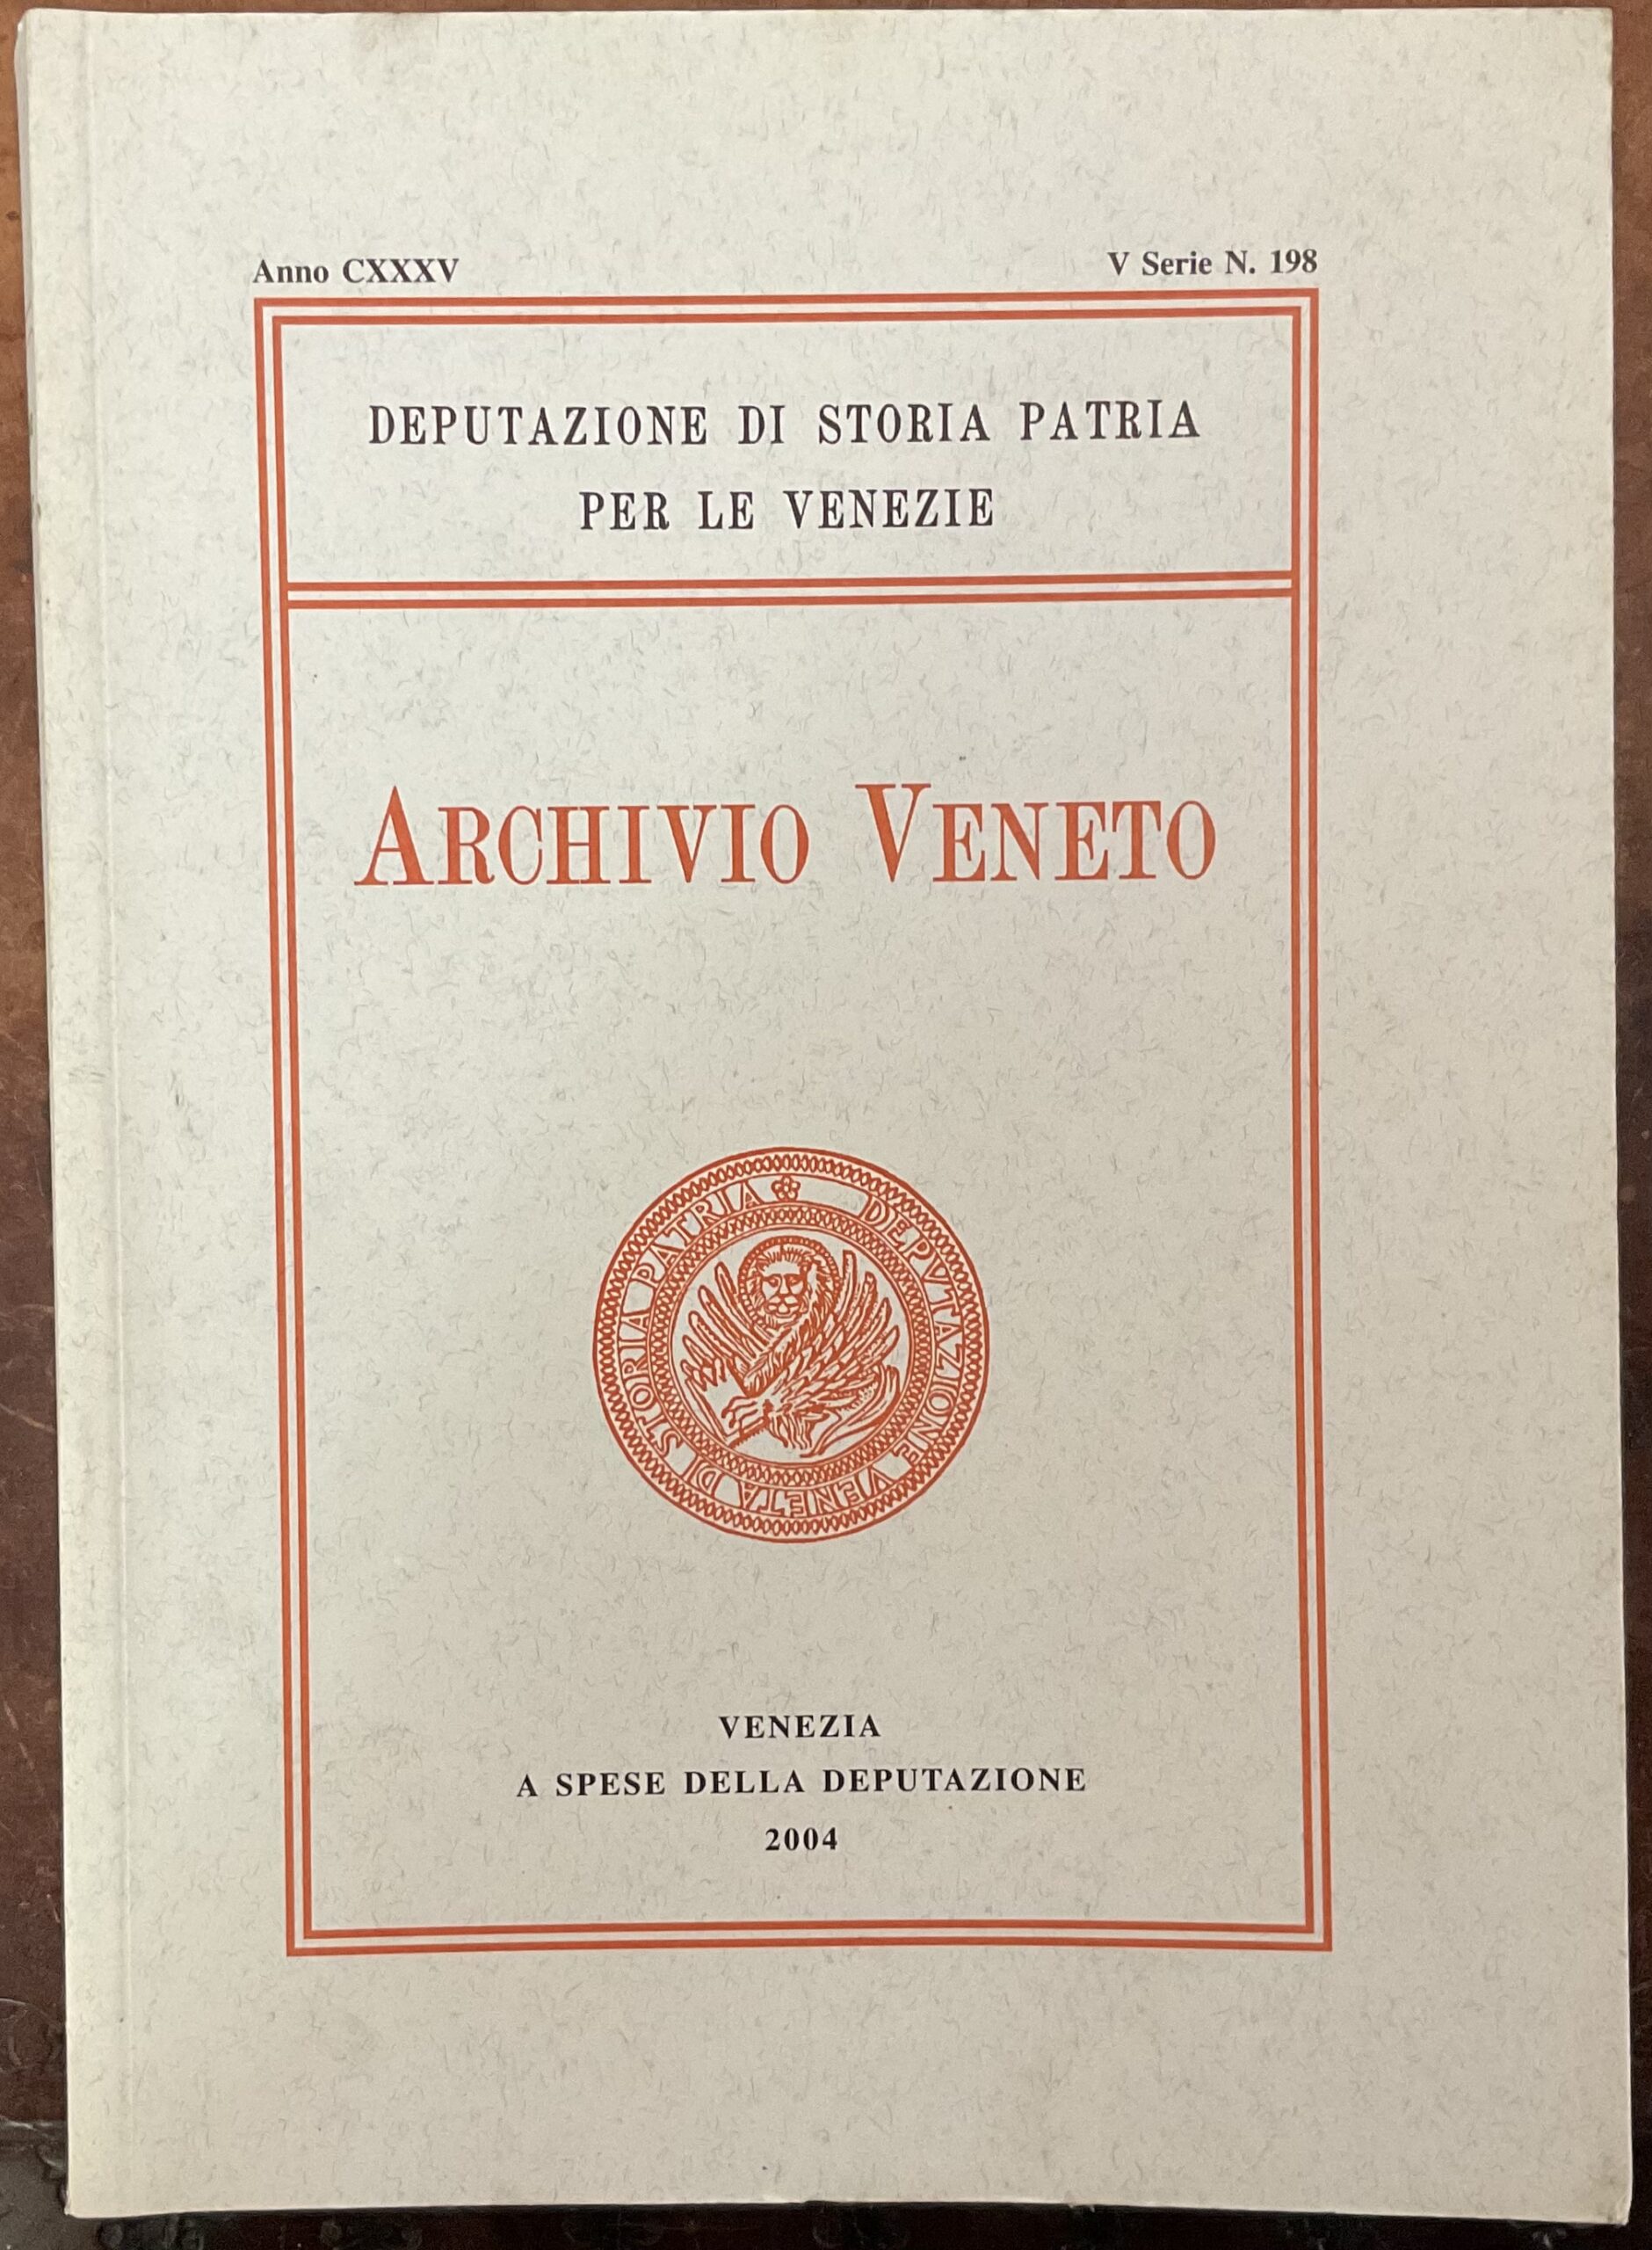 Anno CXXXV
V Serie N. 198
DEPUTAZIONE DI STORIA PATRIA
PER LE VENEZIE
ARCHIVIO VENETO
DEPVTAZIONE VENETA DI STORIA PATRIA
VENEZIA
A SPESE DELLA DEPUTAZIONE
2004